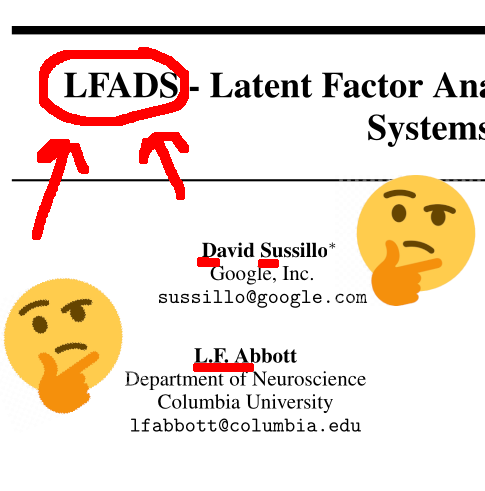 LFADS - Latent Factor Ana
Systems
David Sussillo*
Google, Inc.
sussillo@google.com
L.F. Abbott
Department of Neuroscience
Columbia University
lfabbott@columbia.edu